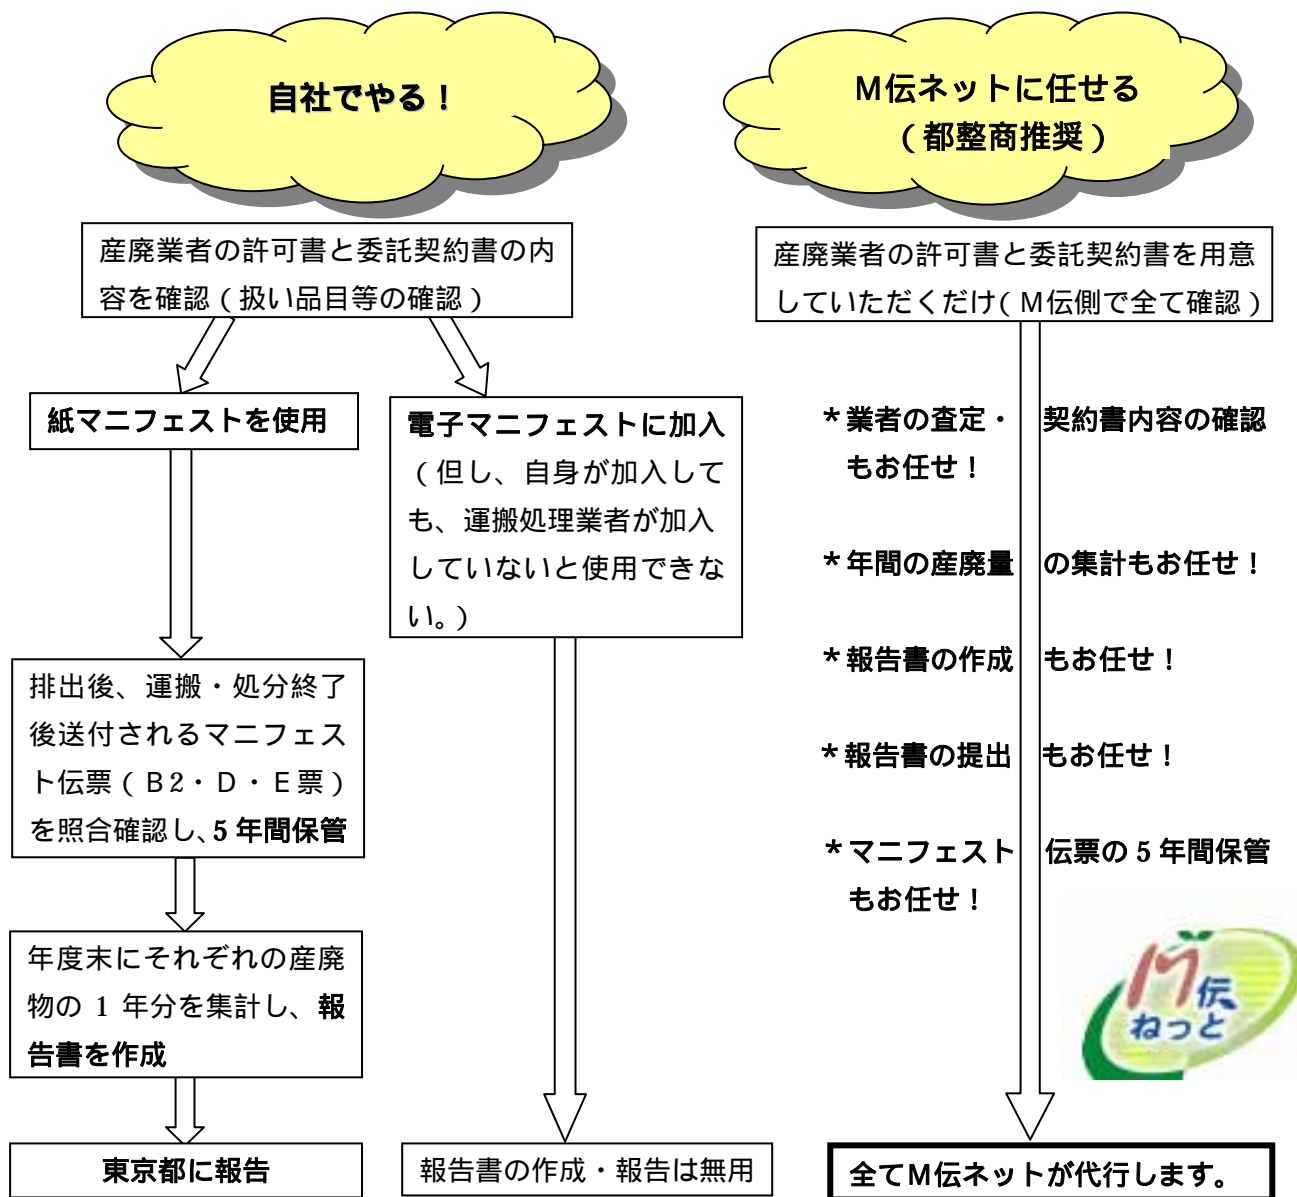 自社でやる！
産廃業者の許可書と委託契約書の内
容を確認（扱い品目等の確認）
紙マニフェストを使用
排出後、運搬・処分終了
後送付されるマニフェス
ト伝票（Ｂ2・Ｄ・Ｅ票）
を照合確認し、5年間保管
年度末にそれぞれの産廃
物の 1 年分を集計し、報
告書を作成
東京都に報告
電子マニフェストに加入
（但し、自身が加入して
も、運搬処理業者が加入
していないと使用できな
い。）
報告書の作成・報告は無用
Ｍ伝ネットに任せる
（都整商推奨）
産廃業者の許可書と委託契約書を用意
していただくだけ（Ｍ伝側で全て確認）
＊業者の査定・契約書内容の確認
もお任せ！
＊年間の産廃量の集計もお任せ！
＊報告書の作成もお任せ！
＊報告書の提出もお任せ！
＊マニフェスト伝票の5年間保管
もお任せ！
M伝
ねっと
全てＭ伝ネットが代行します。